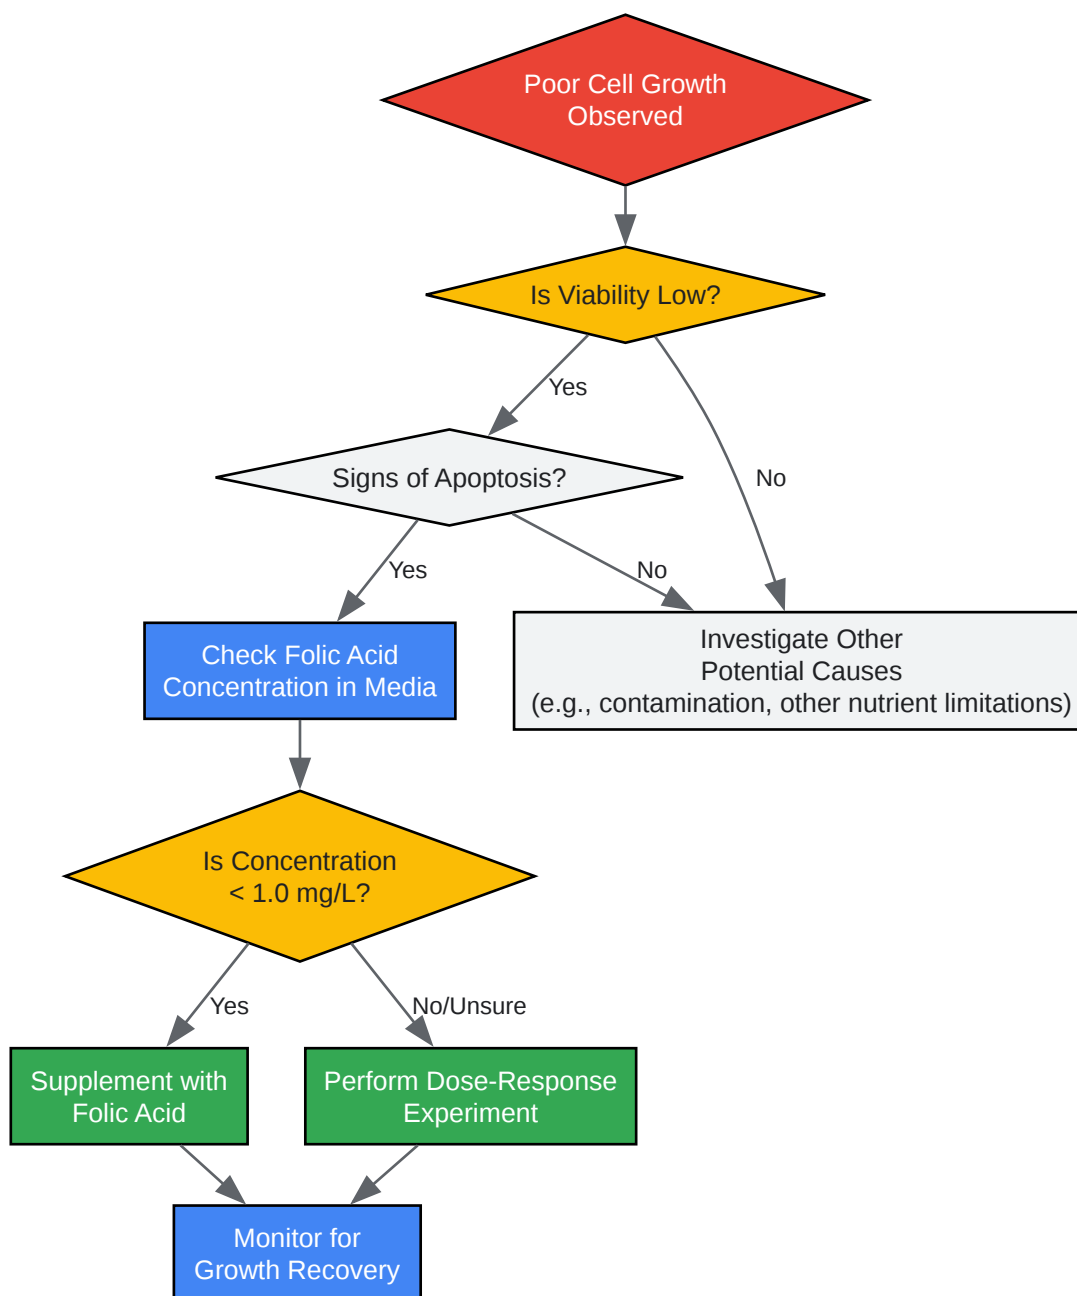 Poor Cell Growth
Observed
Is Viability Low?
Yes
No
Signs of Apoptosis?
Yes
No
Check Folic Acid
Concentration in Media
Investigate Other
Potential Causes
(e.g., contamination, other nutrient limitations)
Is Concentration
< 1.0 mg/L?
Yes
No/Unsure
Supplement with
Folic Acid
Perform Dose-Response
Experiment
Monitor for
Growth Recovery